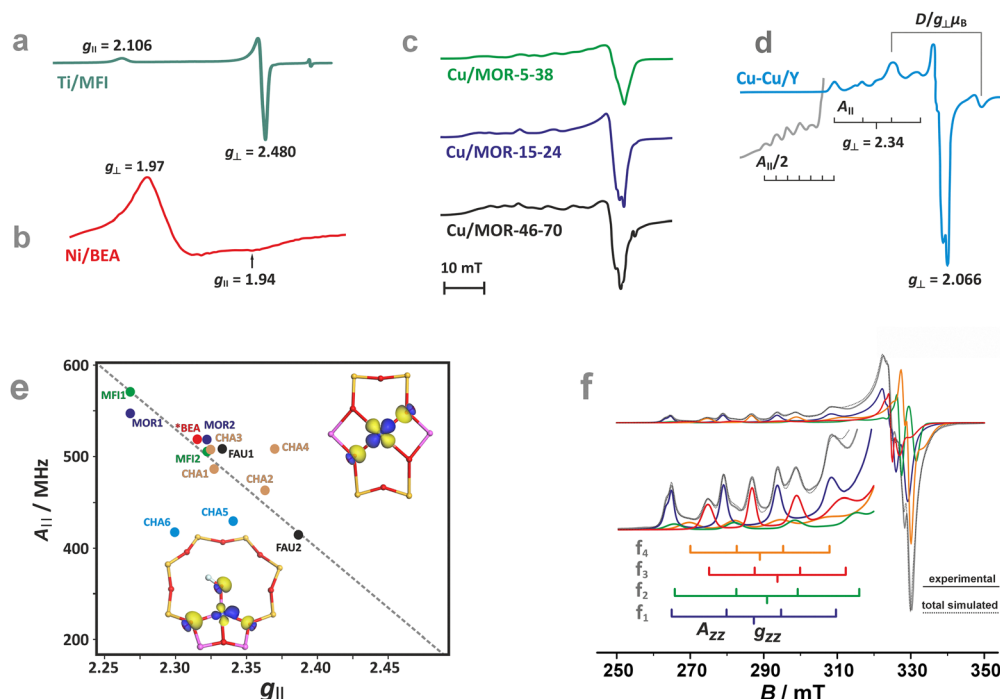 a
g|| = 2.106
Ti/MFI
g⊥ = 2.480
g⊥ = 1.97
b
Ni/BEA
g|| = 1.94
c
Cu/MOR-5-38
Cu/MOR-15-24
Cu/MOR-46-70
10 mT
d
D/g⊥μB
Cu-Cu/Y
A||
g⊥ = 2.34
A||/2
g⊥ = 2.066
e
600
500
400
200
A|| / MHz
MFI1
MOR1
*BEA
MOR2
CHA3
MFI2
FAU1
CHA4
CHA1
CHA2
CHA5
CHA6
FAU2
2.25 2.30 2.35 2.40 2.45
g||
f
f4
f3
f2
f1
Azz gzz
experimental
total simulated
250 270 290 310 330 350
B / mT